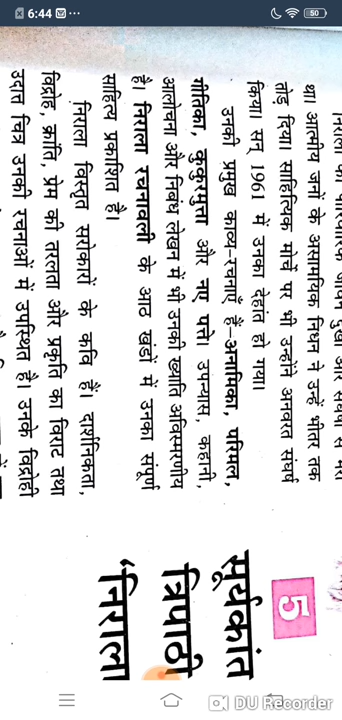 6:44
50
5
सूर्यकांत
त्रिपाठी
'निराला
था। आत्मीय जनों के असामयिक निधन ने उन्हें भीतर तक
तोड़ दिया। साहित्यिक मोर्चे पर भी उन्होंने अनवरत संघर्ष
किया। सन् 1961 में उनका देहांत हो गया।
उनकी प्रमुख काव्य-रचनाएँ हैं–अनामिका, परिमल,
गीतिका, कुकुरमुत्ता और नए पत्ते। उपन्यास, कहानी,
आलोचना और निबंध लेखन में भी उनकी ख्याति अविस्मरणीय
है। निराला रचनावली के आठ खंडों में उनका संपूर्ण
साहित्य प्रकाशित है।
निराला विस्तृत सरोकारों के कवि हैं। दार्शनिकता,
विद्रोह, क्रांति, प्रेम की तरलता और प्रकृति का विराट तथा
उदात्त चित्र उनकी रचनाओं में उपस्थित है। उनके विद्रोही
DU Recorder